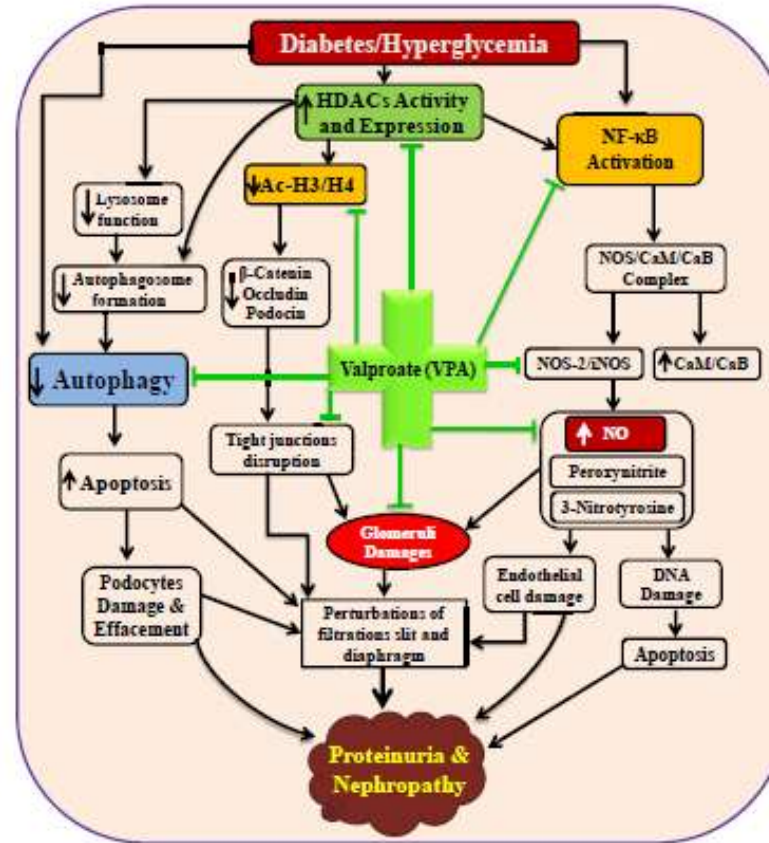 Diabetes/Hyperglycemia
↑ HDACs Activity
and Expression
NF-κB
Activation
↓Ac-H3/H4
↓ Lysosome
function
↓ Autophagosome
formation
↓ β-Catenin
Occludin
Podocin
NOS/CaM/CaB
Complex
Valproate (VPA)
NOS-2/iNOS
↑CaM/CaB
↓ Autophagy
↑ NO
Peroxynitrite
3-Nitrotyrosine
Tight junctions
disruption
↑ Apoptosis
Glomeruli
Damages
Podocytes
Damage &
Effacement
Perturbations of
filtrations slit and
diaphragm
Endothelial
cell damage
DNA
Damage
Apoptosis
Proteinuria &
Nephropathy